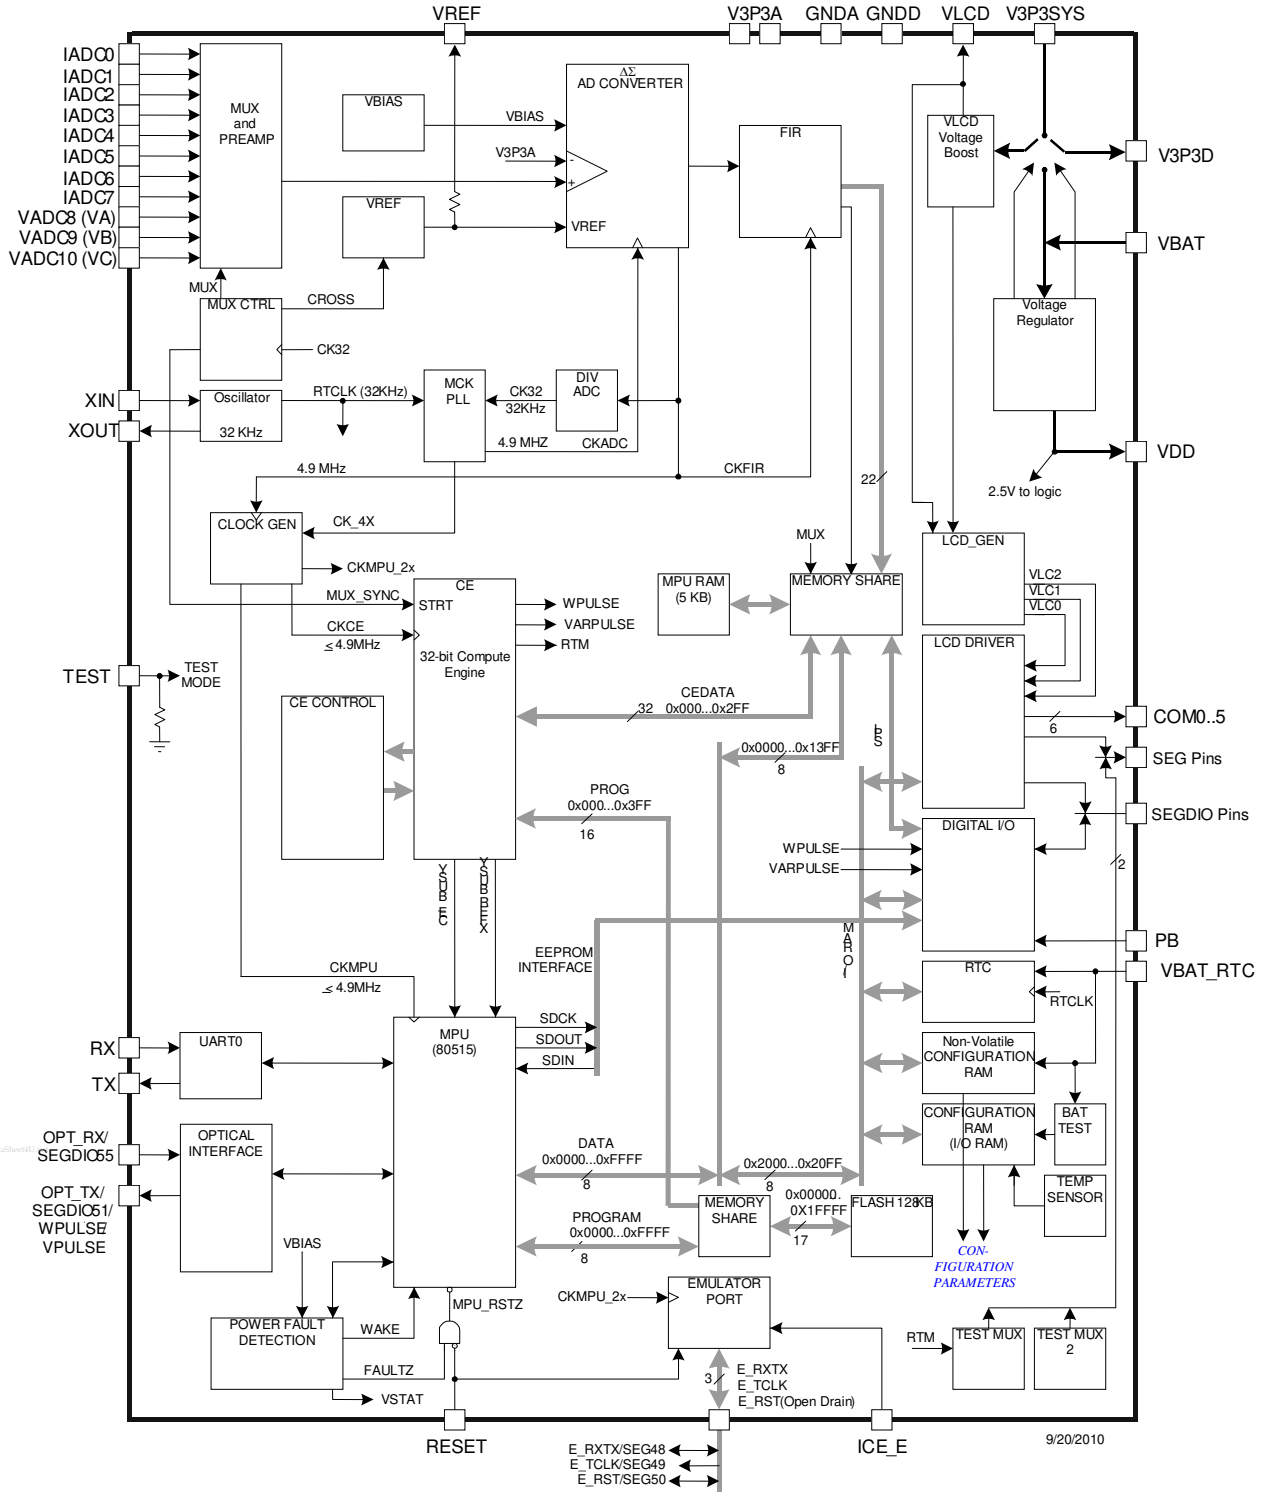 VREF
V3P3A
GNDA
GNDD
VLCD
V3P3SYS
IADC0
IADC1
IADC2
IADC3
IADC4
IADC5
IADC6
IADC7
VADC8 (VA)
VADC9 (VB)
VADC10 (VC)
MUX
and
PREAMP
VBIAS
VBIAS
V3P3A
ΔΣ
AD CONVERTER
-
+
VREF
VREF
FIR
VLCD
Voltage
Boost
V3P3D
VBAT
Voltage
Regulator
VDD
2.5V to logic
MUX
MUX CTRL
CROSS
CK32
XIN
XOUT
Oscillator
32 KHz
RTCLK (32KHz)
MCK
PLL
CK32
32KHz
DIV
ADC
4.9 MHZ
CKADC
4.9 MHz
CKFIR
22
CLOCK GEN
CK_4X
CKMPU_2x
MUX_SYNC
CKCE
≤ 4.9MHz
CE
STRT
32-bit Compute
Engine
WPULSE
VARPULSE
RTM
MUX
MPU RAM
(5 KB)
MEMORY SHARE
LCD_GEN
VLC2
VLC1
VLC0
LCD DRIVER
TEST
TEST
MODE
CE CONTROL
CEDATA
32
0x000...0x2FF
0x0000...0x13FF
8
PROG
0x000...0x3FF
16
COM0..5
6
SEG Pins
SEGDIO Pins
2
DIGITAL I/O
WPULSE
VARPULSE
PB
VBAT_RTC
EEPROM
INTERFACE
CKMPU
≤ 4.9MHz
RTC
RTCLK
RX
TX
UART0
MPU
(80515)
SDCK
SDOUT
SDIN
Non-Volatile
CONFIGURATION
RAM
CONFIGURATION
RAM
(I/O RAM)
BAT
TEST
TEMP
SENSOR
OPT_RX/
SEGDIO55
OPT_TX/
SEGDIO51/
WPULSE/
VPULSE
OPTICAL
INTERFACE
DATA
0x0000...0xFFFF
8
0x2000...0x20FF
8
MEMORY
SHARE
0x00000..
0X1FFFF
17
FLASH 128KB
PROGRAM
0x0000...0xFFFF
8
CON-
FIGURATION
PARAMETERS
VBIAS
POWER FAULT
DETECTION
WAKE
FAULTZ
VSTAT
MPU_RSTZ
CKMPU_2x
EMULATOR
PORT
3
E_RXTX
E_TCLK
E_RST(Open Drain)
RTM
TEST MUX
TEST MUX
2
RESET
ICE_E
9/20/2010
E_RXTX/SEG48
E_TCLK/SEG49
E_RST/SEG50